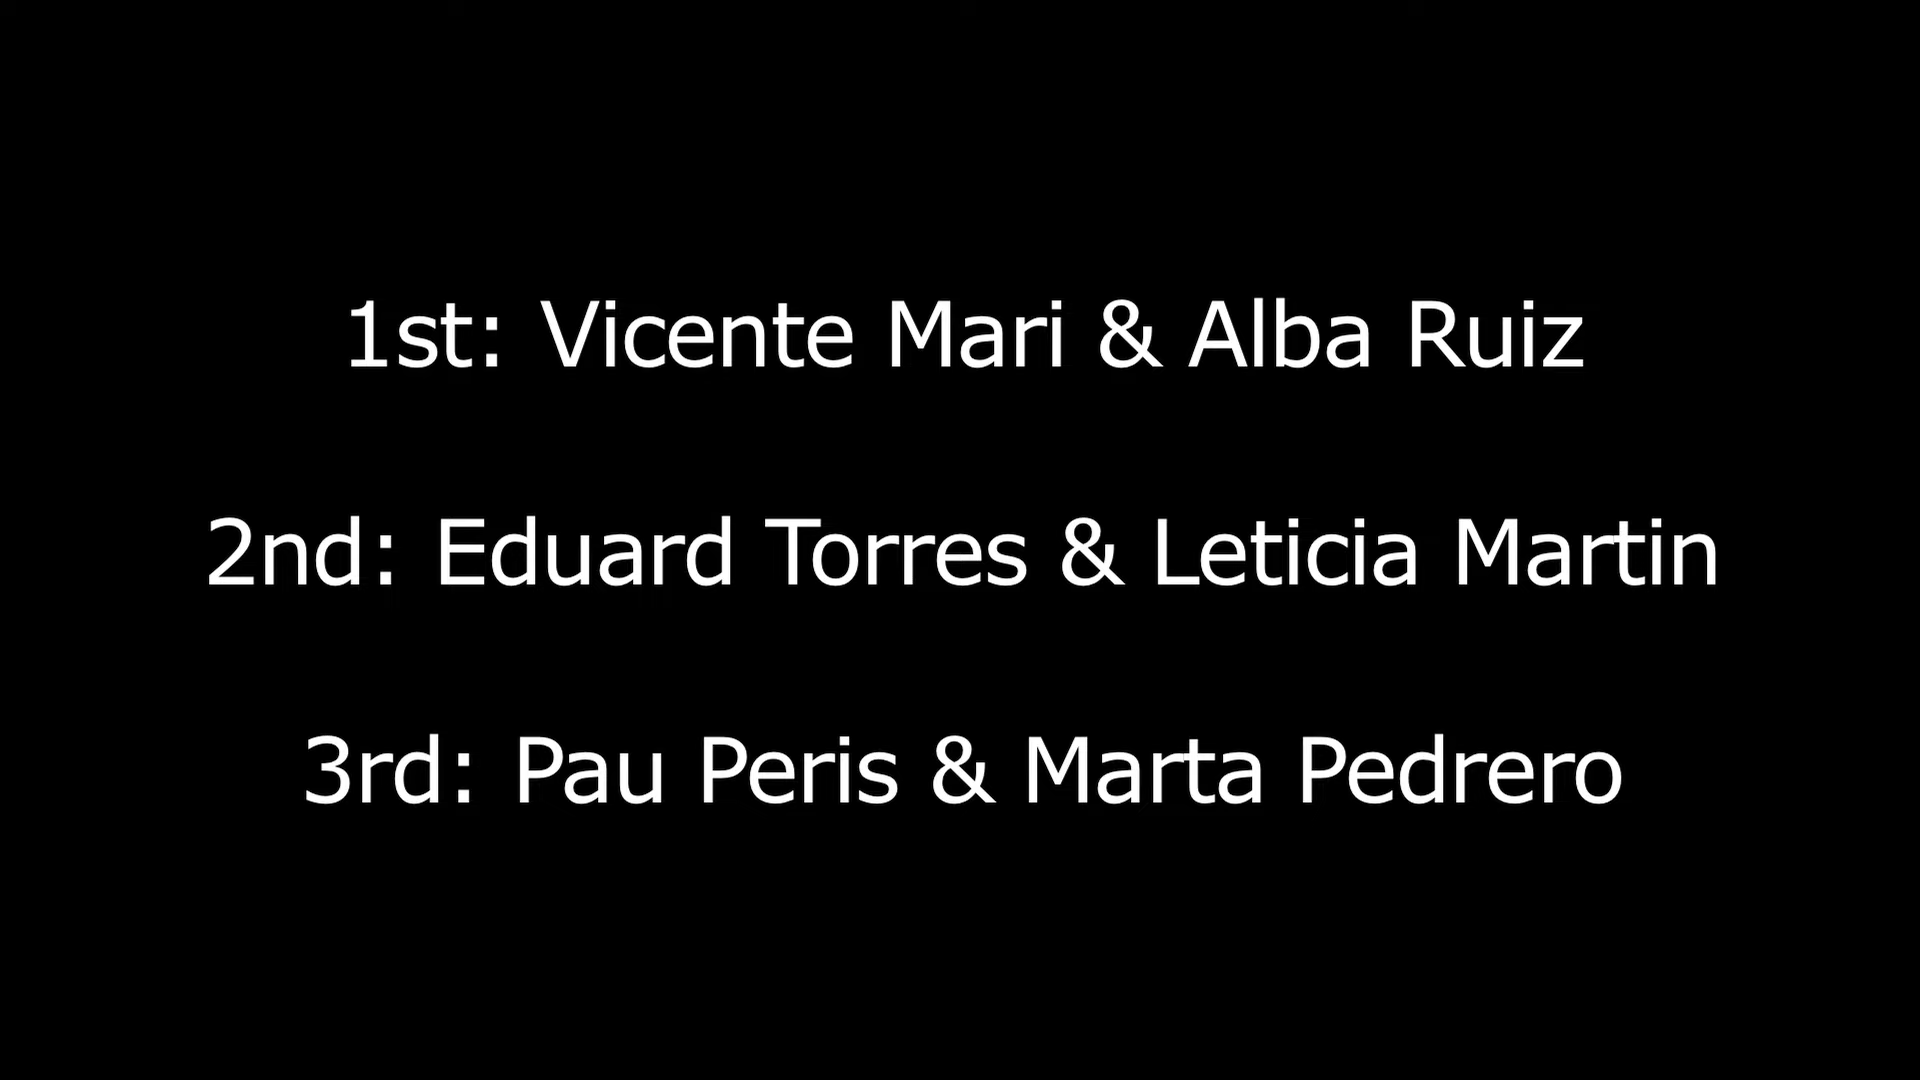 1st: Vicente Mari & Alba Ruiz
2nd: Eduard Torres & Leticia Martin
3rd: Pau Peris & Marta Pedrero